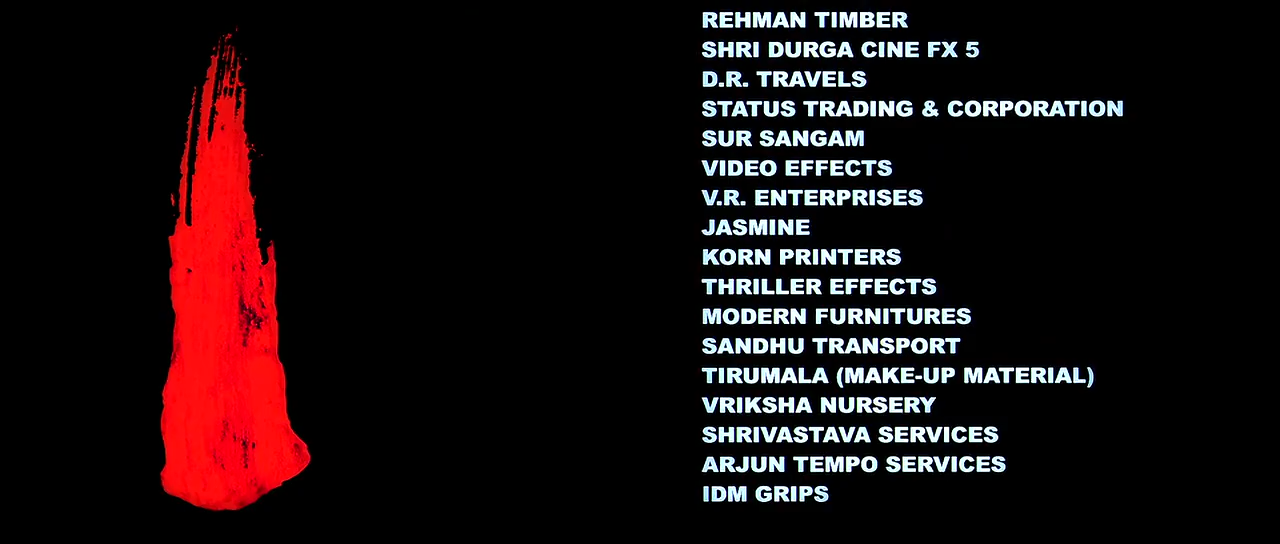 REHMAN TIMBER
SHRI DURGA CINE FX 5
D.R. TRAVELS
STATUS TRADING & CORPORATION
SUR SANGAM
VIDEO EFFECTS
V.R. ENTERPRISES
JASMINE
KORN PRINTERS
THRILLER EFFECTS
MODERN FURNITURES
SANDHU TRANSPORT
TIRUMALA (MAKE-UP MATERIAL)
VRIKSHA NURSERY
SHRIVASTAVA SERVICES
ARJUN TEMPO SERVICES
IDM GRIPS